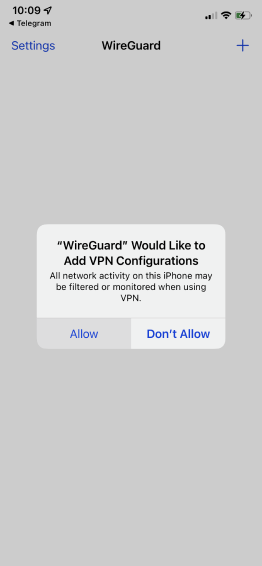 10:09
◀ Telegram
Settings WireGuard +
“WireGuard” Would Like to
Add VPN Configurations
All network activity on this iPhone may
be filtered or monitored when using
VPN.
Allow Don’t Allow